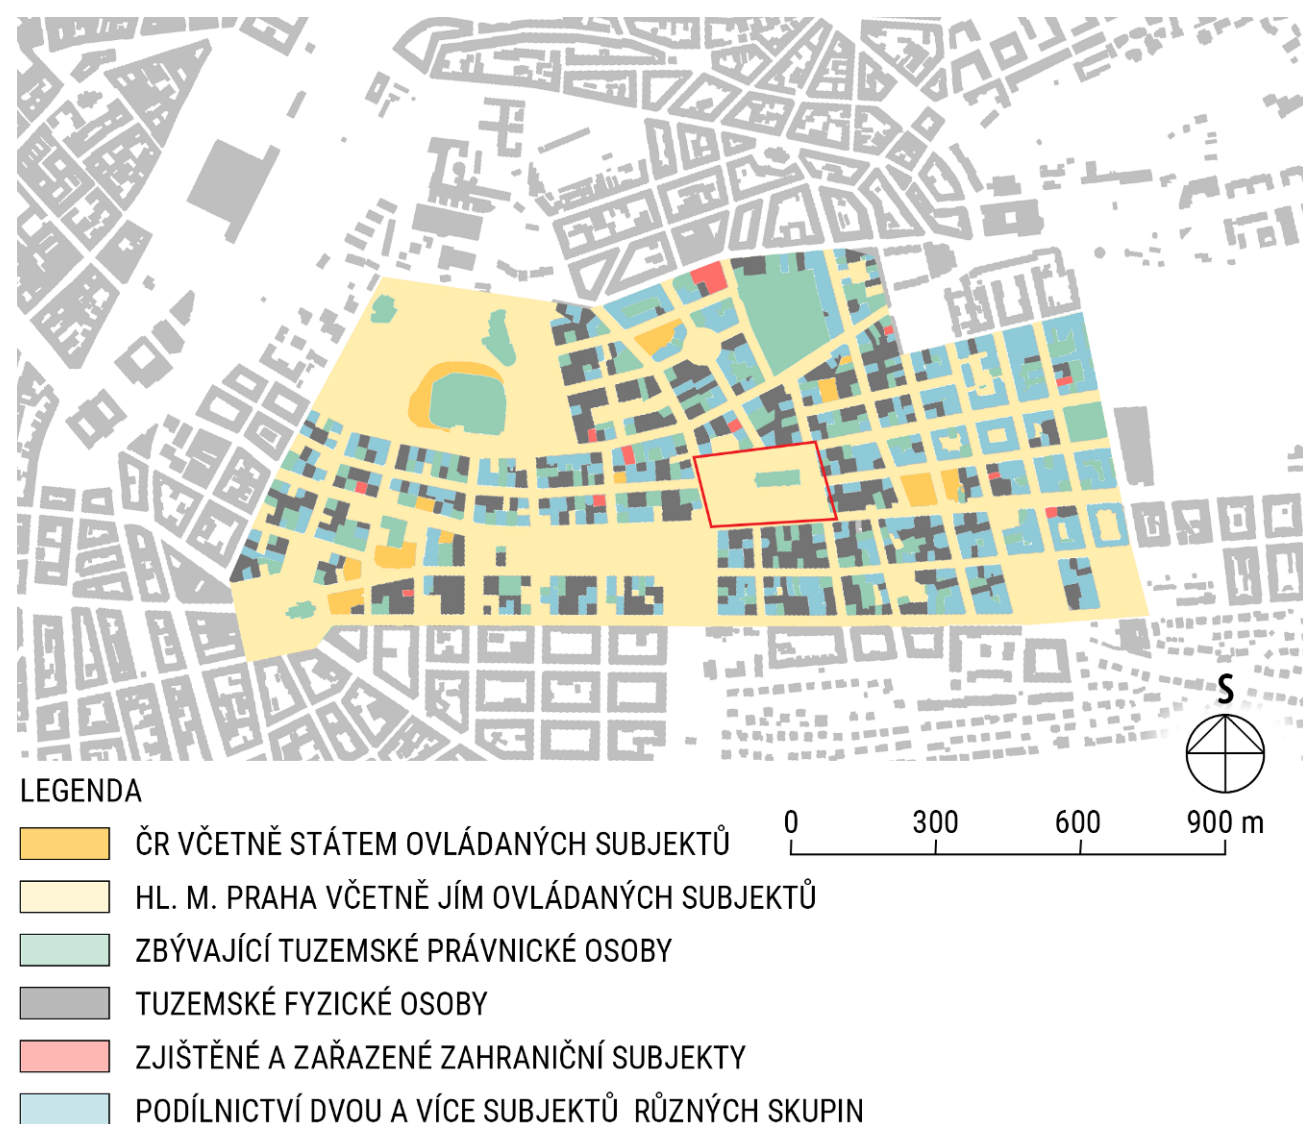 S
LEGENDA
0 300 600 900 m
ČR VČETNĚ STÁTEM OVLÁDANÝCH SUBJEKTŮ
HL. M. PRAHA VČETNĚ JÍM OVLÁDANÝCH SUBJEKTŮ
ZBÝVAJÍCÍ TUZEMSKÉ PRÁVNICKÉ OSOBY
TUZEMSKÉ FYZICKÉ OSOBY
ZJIŠTĚNÉ A ZAŘAZENÉ ZAHRANIČNÍ SUBJEKTY
PODÍLNICTVÍ DVOU A VÍCE SUBJEKTŮ RŮZNÝCH SKUPIN